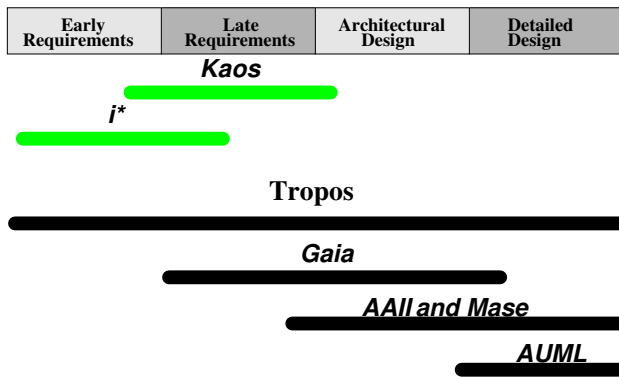 Early Requirements
Late Requirements
Architectural Design
Detailed Design
Kaos
i*
Tropos
Gaia
AAII and Mase
AUML